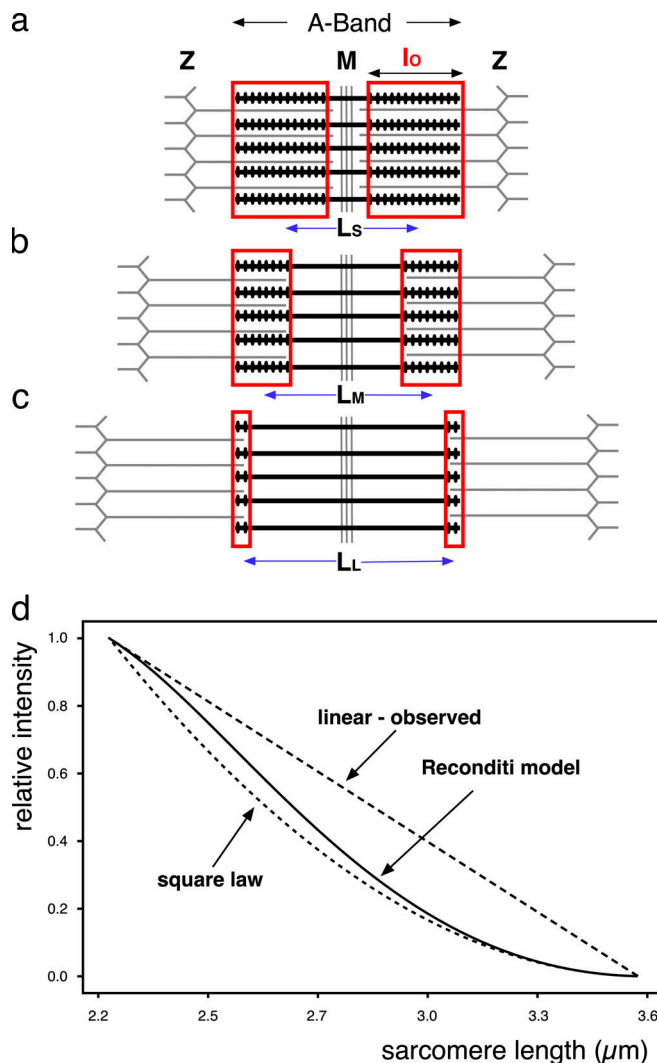 a
A-Band
Z M lo Z
Ls
b
LM
c
LL
d
relative intensity
1.0
0.8
0.6
0.4
0.2
0.0
linear - observed
Reconditi model
square law
2.2 2.5 2.7 3.0 3.3 3.6
sarcomere length (μm)